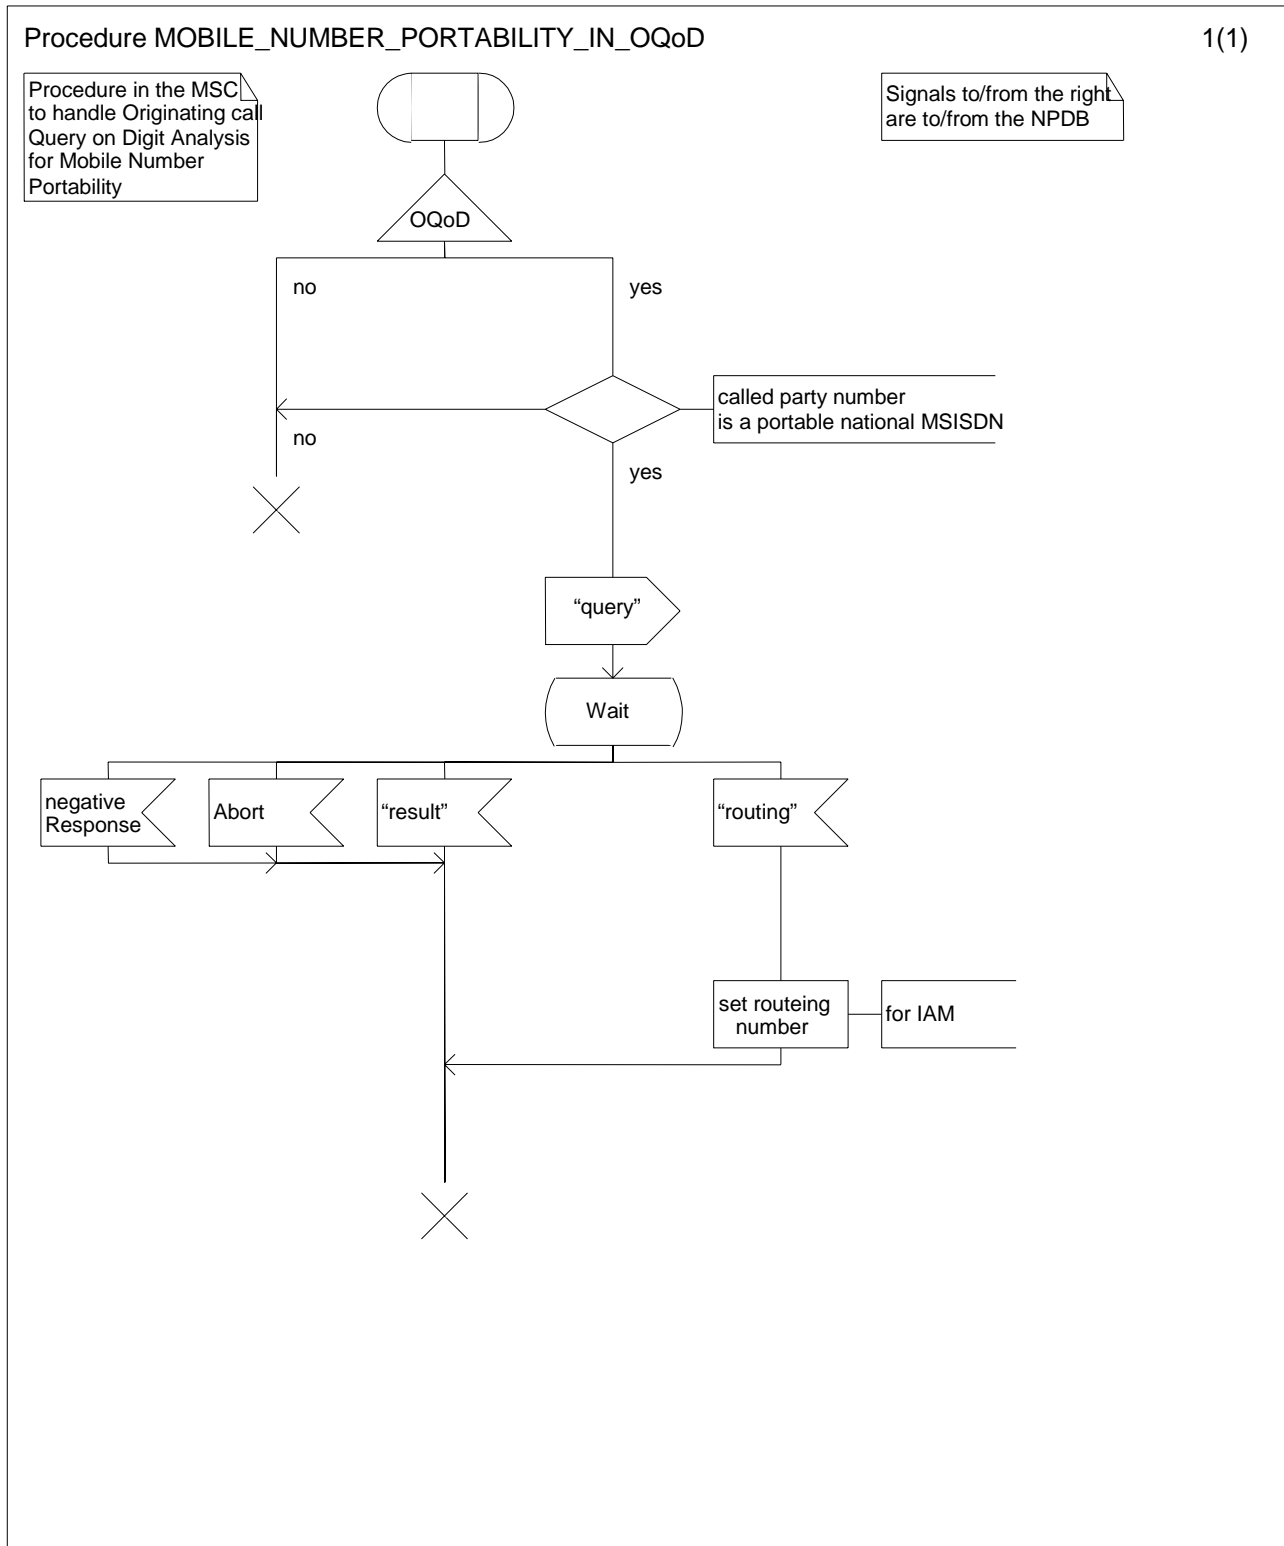 Procedure MOBILE_NUMBER_PORTABILITY_IN_OQoD
1(1)
Procedure in the MSC
to handle Originating call
Query on Digit Analysis
for Mobile Number
Portability
Signals to/from the right
are to/from the NPDB
OQoD
no
yes
called party number
is a portable national MSISDN
no
yes
“query”
Wait
negative
Response
Abort
“result”
“routing”
set routeing
number
for IAM